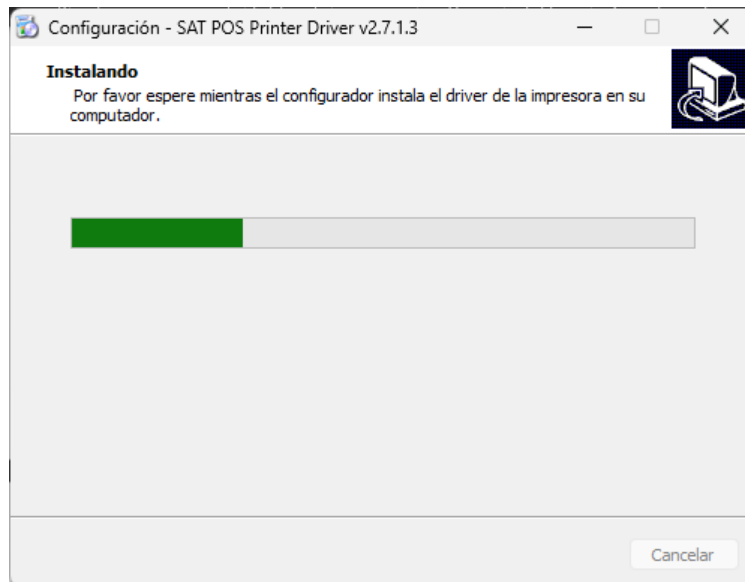 Configuración - SAT POS Printer Driver v2.7.1.3
Instalando
Por favor espere mientras el configurador instala el driver de la impresora en su
computador.
Cancelar